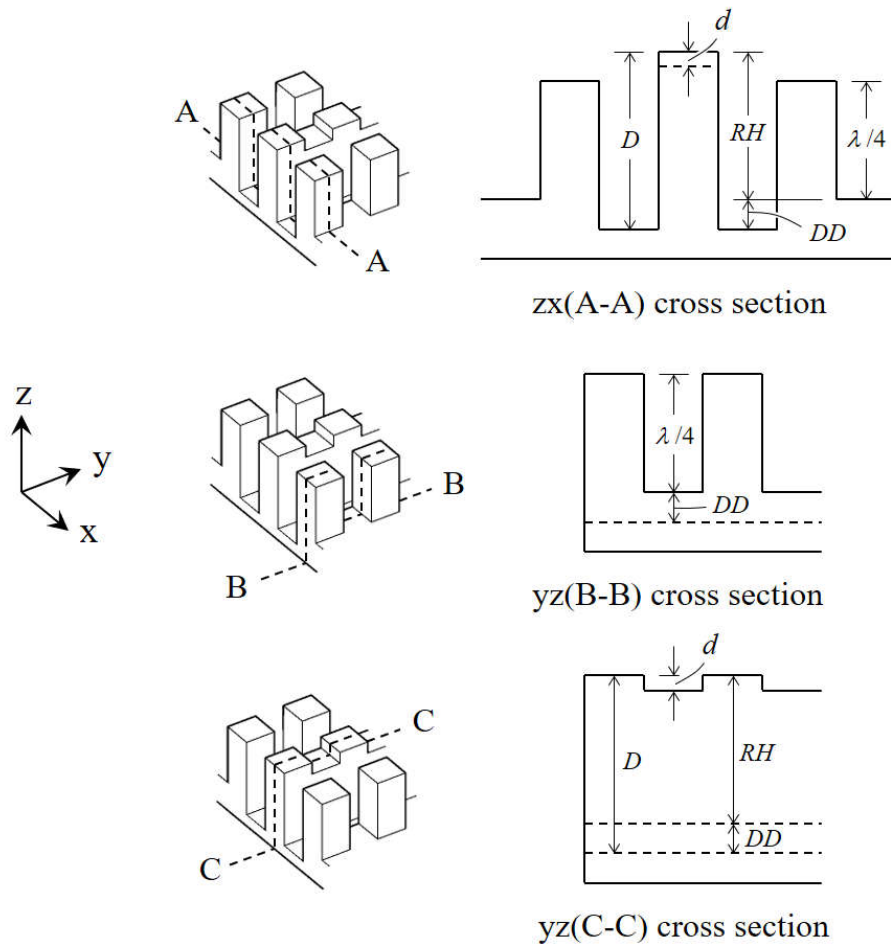 A
A
d
D
RH
λ/4
DD
zx(A-A) cross section
z
y
x
B
B
λ/4
DD
yz(B-B) cross section
C
C
d
D
RH
DD
yz(C-C) cross section